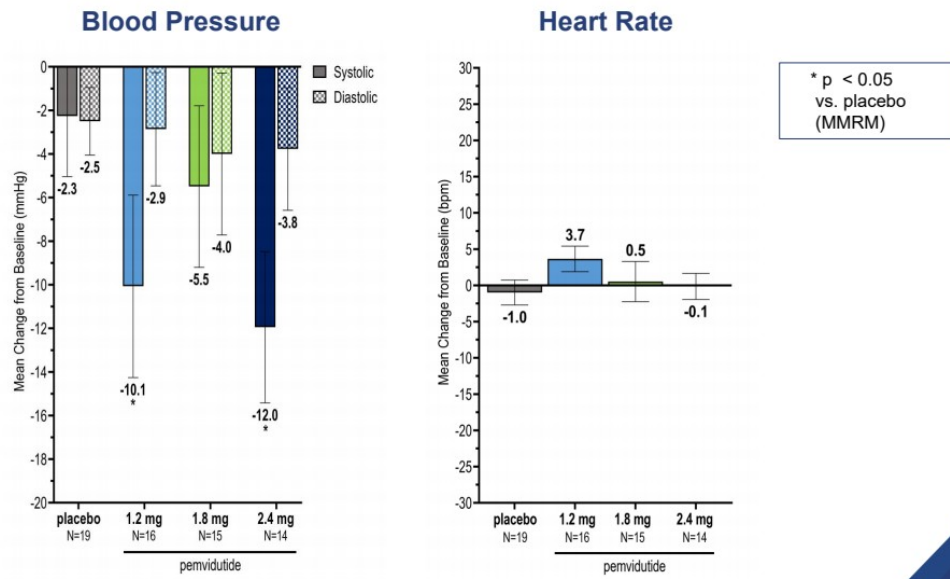 Blood Pressure
Mean Change from Baseline (mmHg)
0
-2
-4
-6
-8
-10
-12
-14
-16
-18
-20
Systolic
Diastolic
-2.3
-2.5
-10.1
*
-2.9
-5.5
-4.0
-12.0
*
-3.8
placebo
N=19
1.2 mg
N=16
1.8 mg
N=15
2.4 mg
N=14
pemvidutide
Heart Rate
Mean Change from Baseline (bpm)
30
25
20
15
10
5
0
-5
-10
-15
-20
-25
-30
-1.0
3.7
0.5
-0.1
placebo
N=19
1.2 mg
N=16
1.8 mg
N=15
2.4 mg
N=14
pemvidutide
* p < 0.05
vs. placebo
(MMRM)